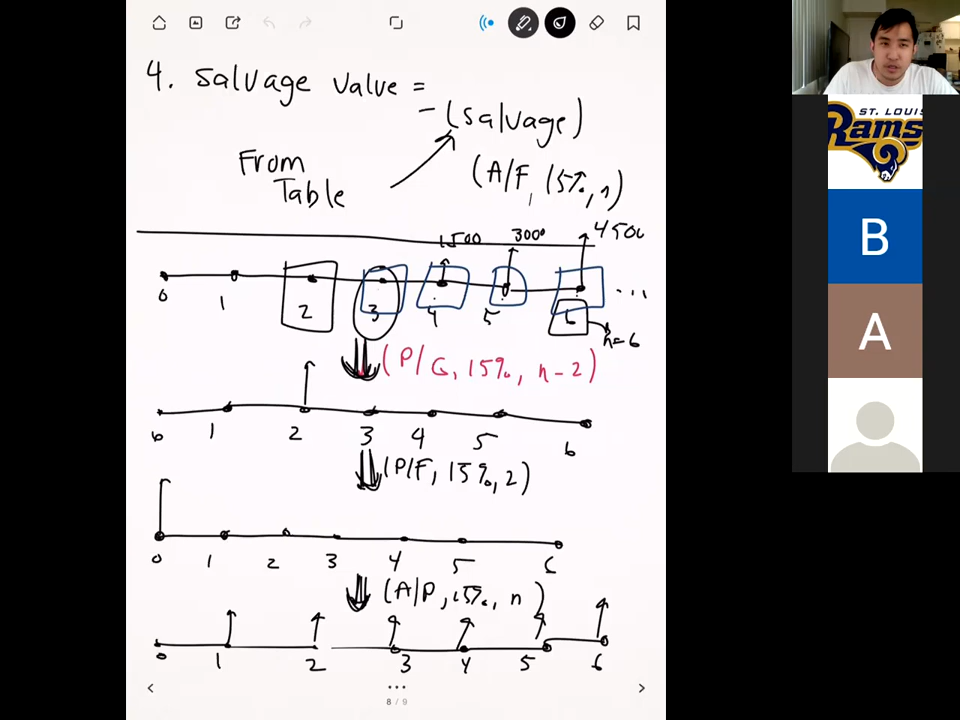 4. Salvage Value =
- (Salvage)
From
Table
(A/F, 15%, n)
1500 3000 4500
0 1 2 3 4 5 6 ...
n=6
(P/G, 15%, n-2)
0 1 2 3 4 5 6
(P/F, 15%, 2)
0 1 2 3 4 5 6
(A/P, 15%, n)
0 1 2 3 4 5 6
8 / 9
ST. LOUIS
Rams
B
A